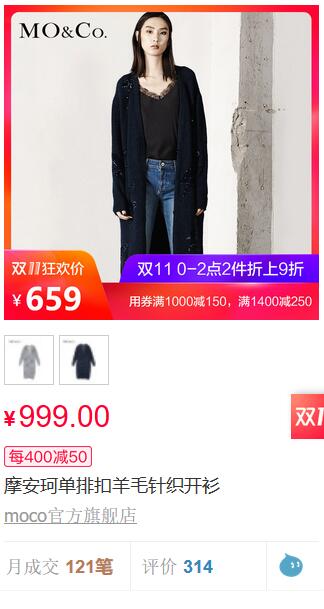 MO&Co.
双11狂欢价
¥659
双11 0-2点2件折上9折
用券满1000减150，满1400减250
¥999.00
双1
每400减50
摩安珂单排扣羊毛针织开衫
moco官方旗舰店
月成交 121笔
评价 314